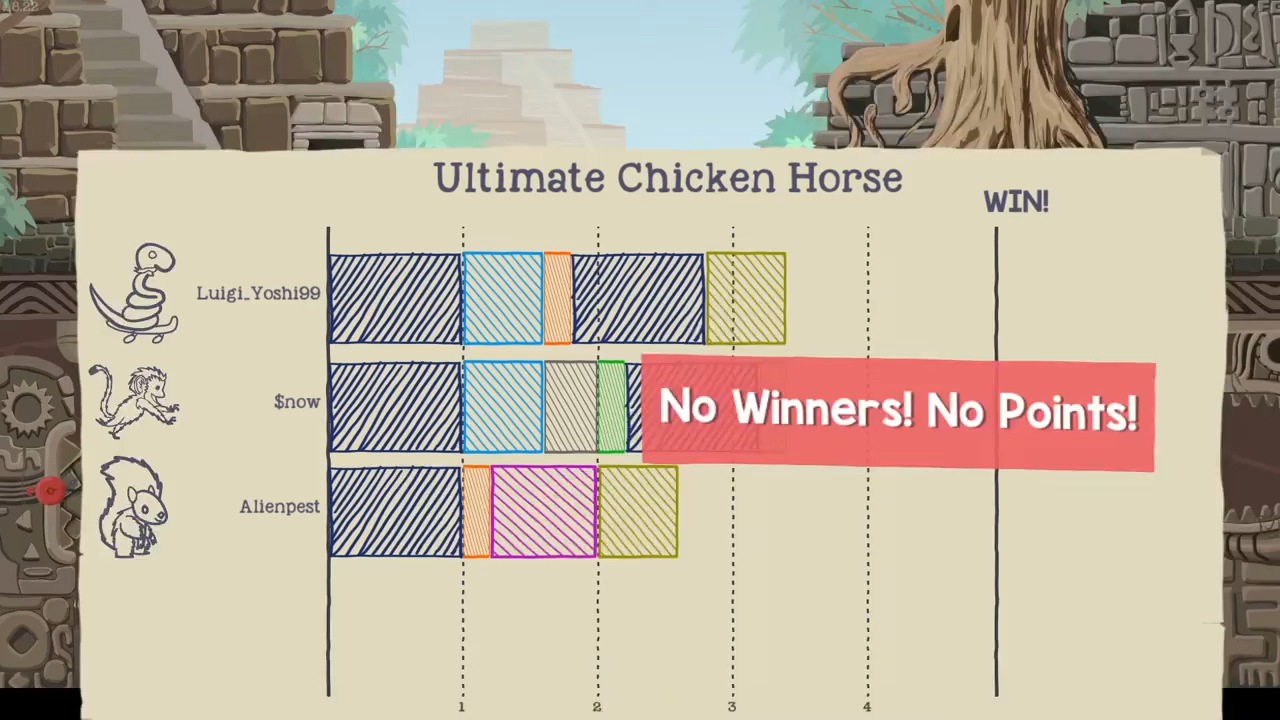 Ultimate Chicken Horse
WIN!
Luigi_Yoshi99
$now
No Winners! No Points!
Alienpest
1 2 3 4